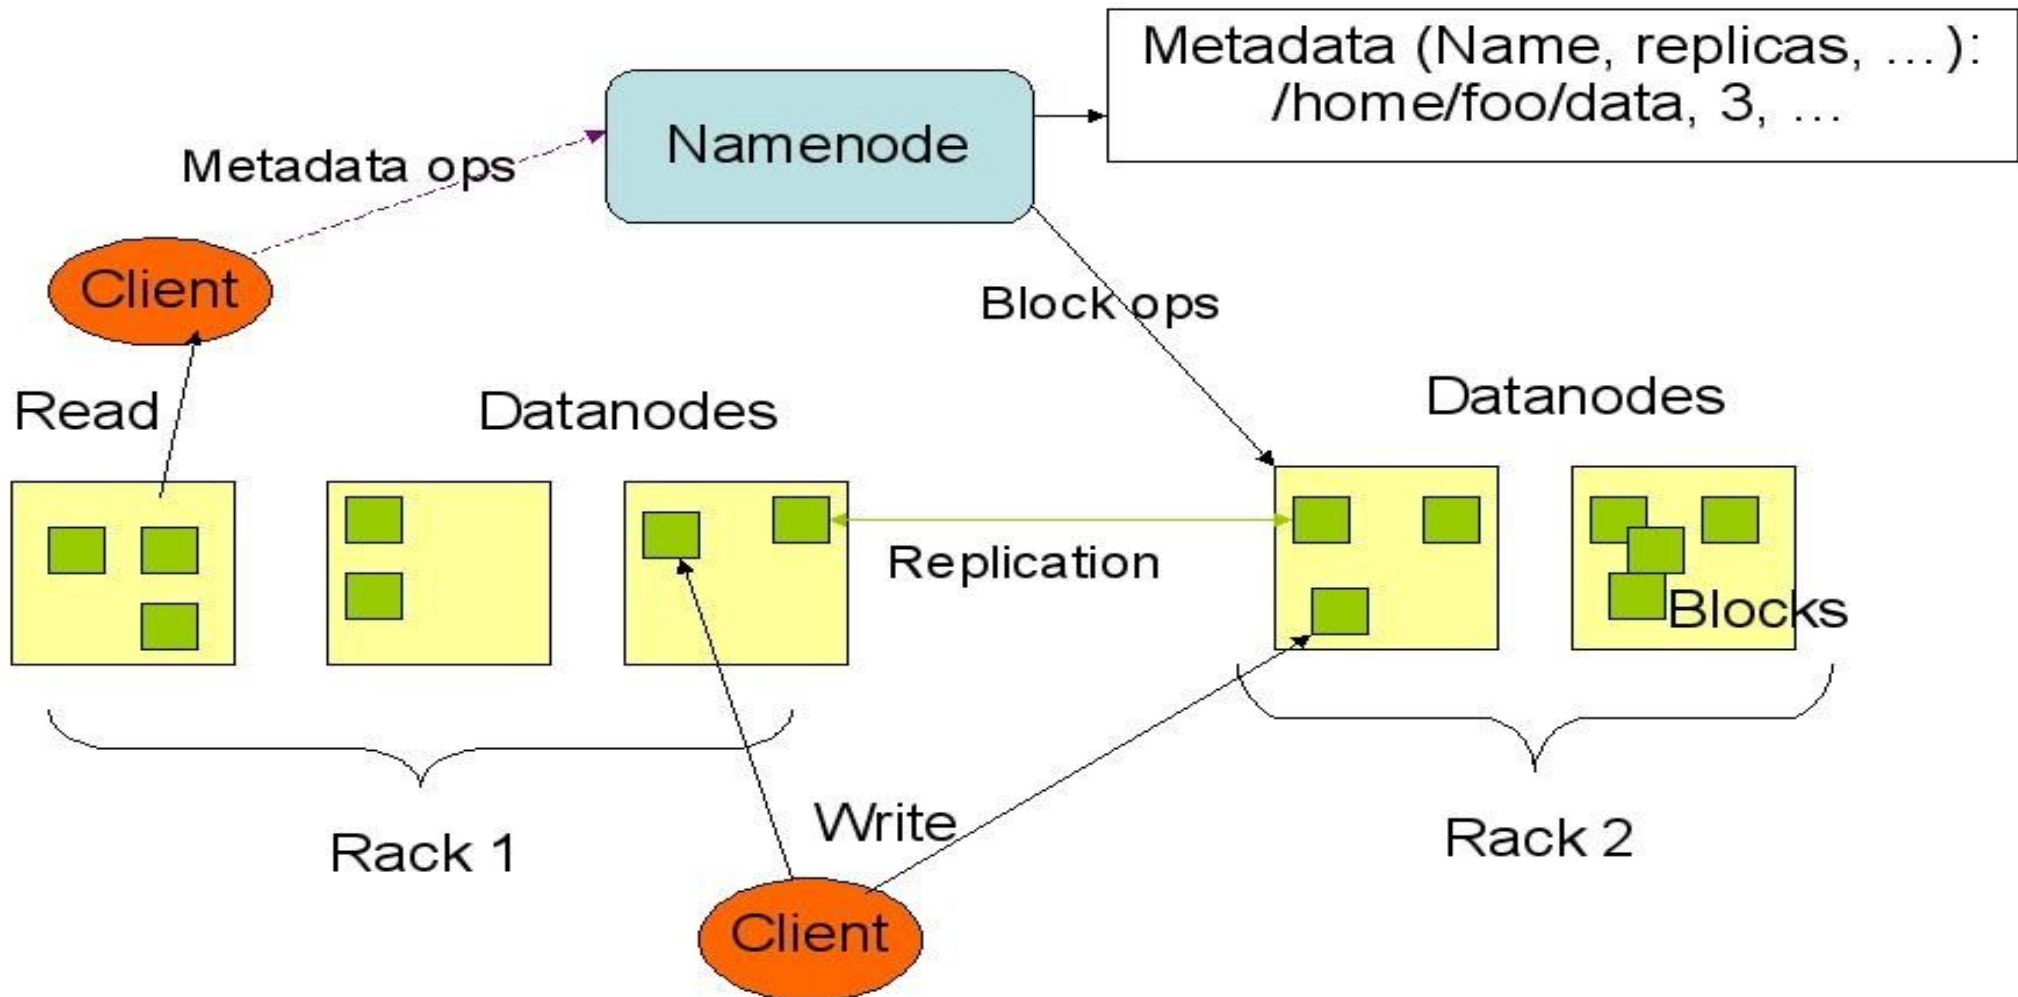 Metadata (Name, replicas, …):
/home/foo/data, 3, …
Namenode
Metadata ops
Client
Block ops
Read
Datanodes
Datanodes
Replication
Blocks
Rack 1
Write
Rack 2
Client